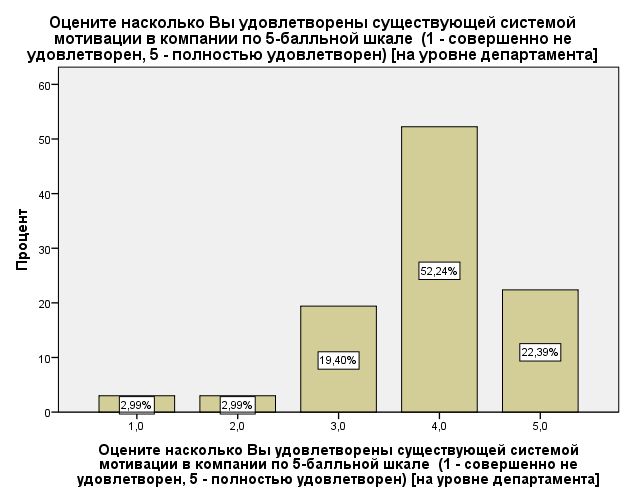 Оцените насколько Вы удовлетворены существующей системой
мотивации в компании по 5-балльной шкале (1 - совершенно не
удовлетворен, 5 - полностью удовлетворен) [на уровне департамента]
Процент
60
50
40
30
20
10
0
2,99%
2,99%
19,40%
52,24%
22,39%
1,0
2,0
3,0
4,0
5,0
Оцените насколько Вы удовлетворены существующей системой
мотивации в компании по 5-балльной шкале (1 - совершенно не
удовлетворен, 5 - полностью удовлетворен) [на уровне департамента]